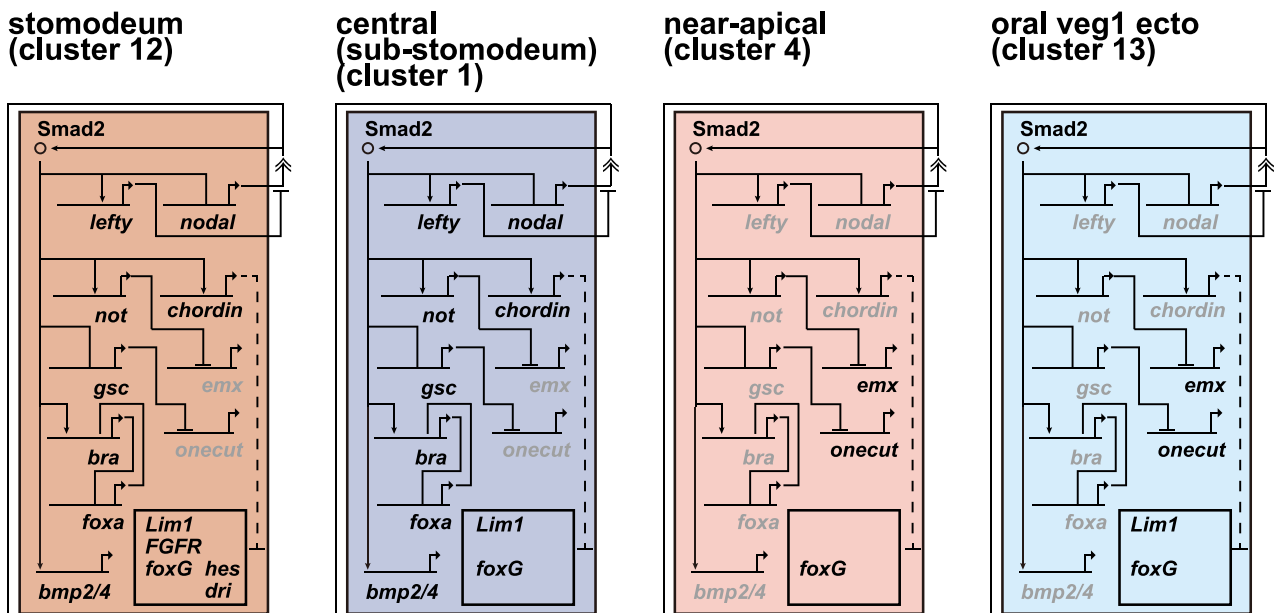 stomodeum
(cluster 12)
central
(sub-stomodeum)
(cluster 1)
near-apical
(cluster 4)
oral veg1 ecto
(cluster 13)
Smad2
lefty
nodal
not
chordin
gsc
emx
bra
onecut
foxa
Lim1
FGFR
foxG hes
dri
bmp2/4
Smad2
lefty
nodal
not
chordin
gsc
emx
bra
onecut
foxa
Lim1
foxG
bmp2/4
Smad2
lefty
nodal
not
chordin
gsc
emx
bra
onecut
foxa
foxG
bmp2/4
Smad2
lefty
nodal
not
chordin
gsc
emx
bra
onecut
foxa
Lim1
foxG
bmp2/4